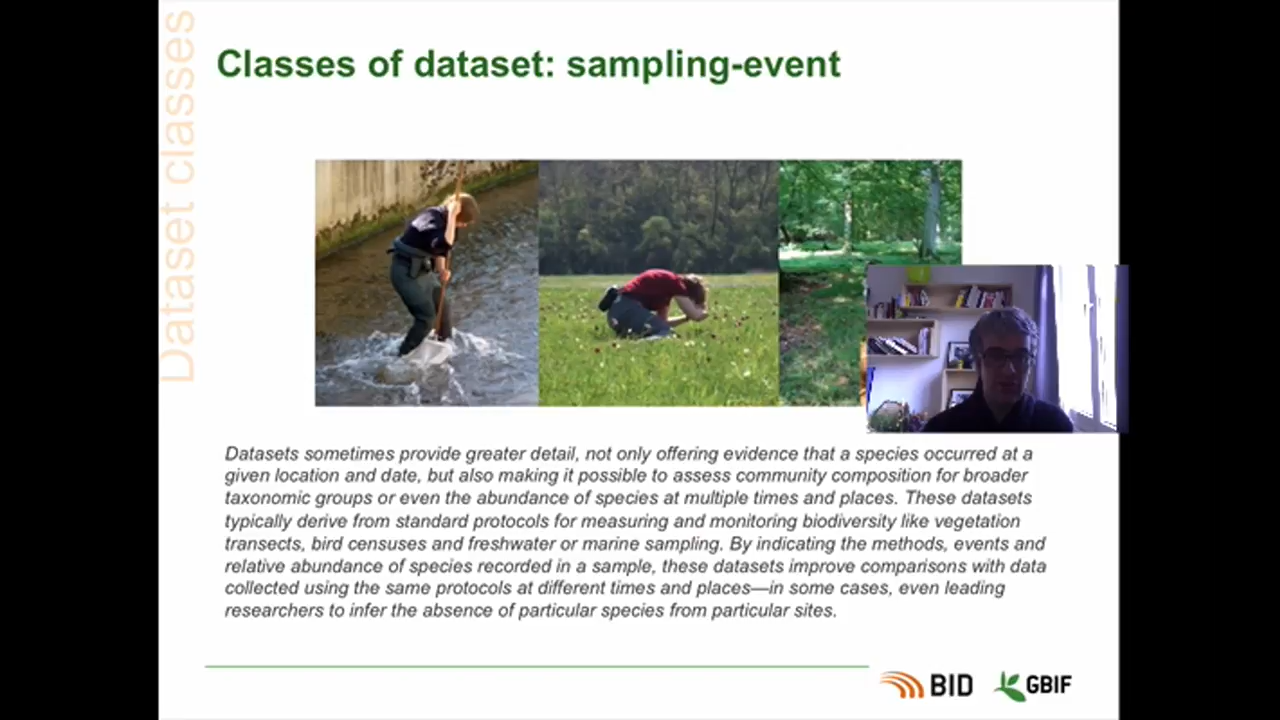 Dataset classes
Classes of dataset: sampling-event
Datasets sometimes provide greater detail, not only offering evidence that a species occurred at a
given location and date, but also making it possible to assess community composition for broader
taxonomic groups or even the abundance of species at multiple times and places. These datasets
typically derive from standard protocols for measuring and monitoring biodiversity like vegetation
transects, bird censuses and freshwater or marine sampling. By indicating the methods, events and
relative abundance of species recorded in a sample, these datasets improve comparisons with data
collected using the same protocols at different times and places—in some cases, even leading
researchers to infer the absence of particular species from particular sites.
BID GBIF